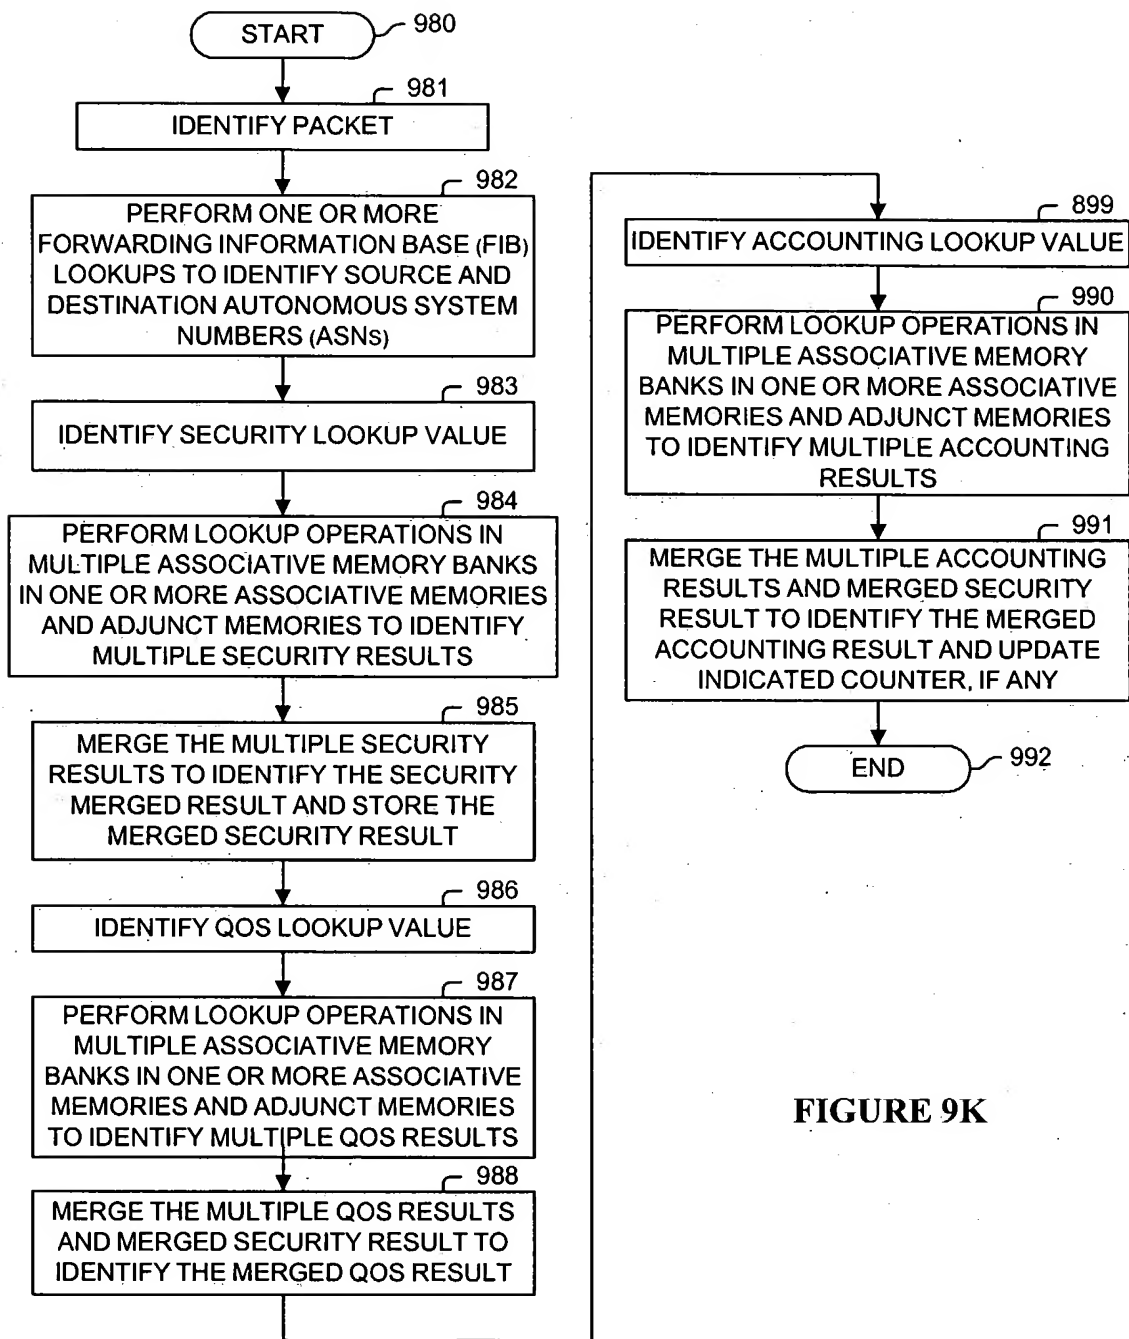 START
980
981
IDENTIFY PACKET
982
PERFORM ONE OR MORE
FORWARDING INFORMATION BASE (FIB)
LOOKUPS TO IDENTIFY SOURCE AND
DESTINATION AUTONOMOUS SYSTEM
NUMBERS (ASNs)
983
IDENTIFY SECURITY LOOKUP VALUE
984
PERFORM LOOKUP OPERATIONS IN
MULTIPLE ASSOCIATIVE MEMORY BANKS
IN ONE OR MORE ASSOCIATIVE MEMORIES
AND ADJUNCT MEMORIES TO IDENTIFY
MULTIPLE SECURITY RESULTS
985
MERGE THE MULTIPLE SECURITY
RESULTS TO IDENTIFY THE SECURITY
MERGED RESULT AND STORE THE
MERGED SECURITY RESULT
986
IDENTIFY QOS LOOKUP VALUE
987
PERFORM LOOKUP OPERATIONS IN
MULTIPLE ASSOCIATIVE MEMORY
BANKS IN ONE OR MORE ASSOCIATIVE
MEMORIES AND ADJUNCT MEMORIES
TO IDENTIFY MULTIPLE QOS RESULTS
988
MERGE THE MULTIPLE QOS RESULTS
AND MERGED SECURITY RESULT TO
IDENTIFY THE MERGED QOS RESULT
899
IDENTIFY ACCOUNTING LOOKUP VALUE
990
PERFORM LOOKUP OPERATIONS IN
MULTIPLE ASSOCIATIVE MEMORY
BANKS IN ONE OR MORE ASSOCIATIVE
MEMORIES AND ADJUNCT MEMORIES
TO IDENTIFY MULTIPLE ACCOUNTING
RESULTS
991
MERGE THE MULTIPLE ACCOUNTING
RESULTS AND MERGED SECURITY
RESULT TO IDENTIFY THE MERGED
ACCOUNTING RESULT AND UPDATE
INDICATED COUNTER, IF ANY
END
992
FIGURE 9K